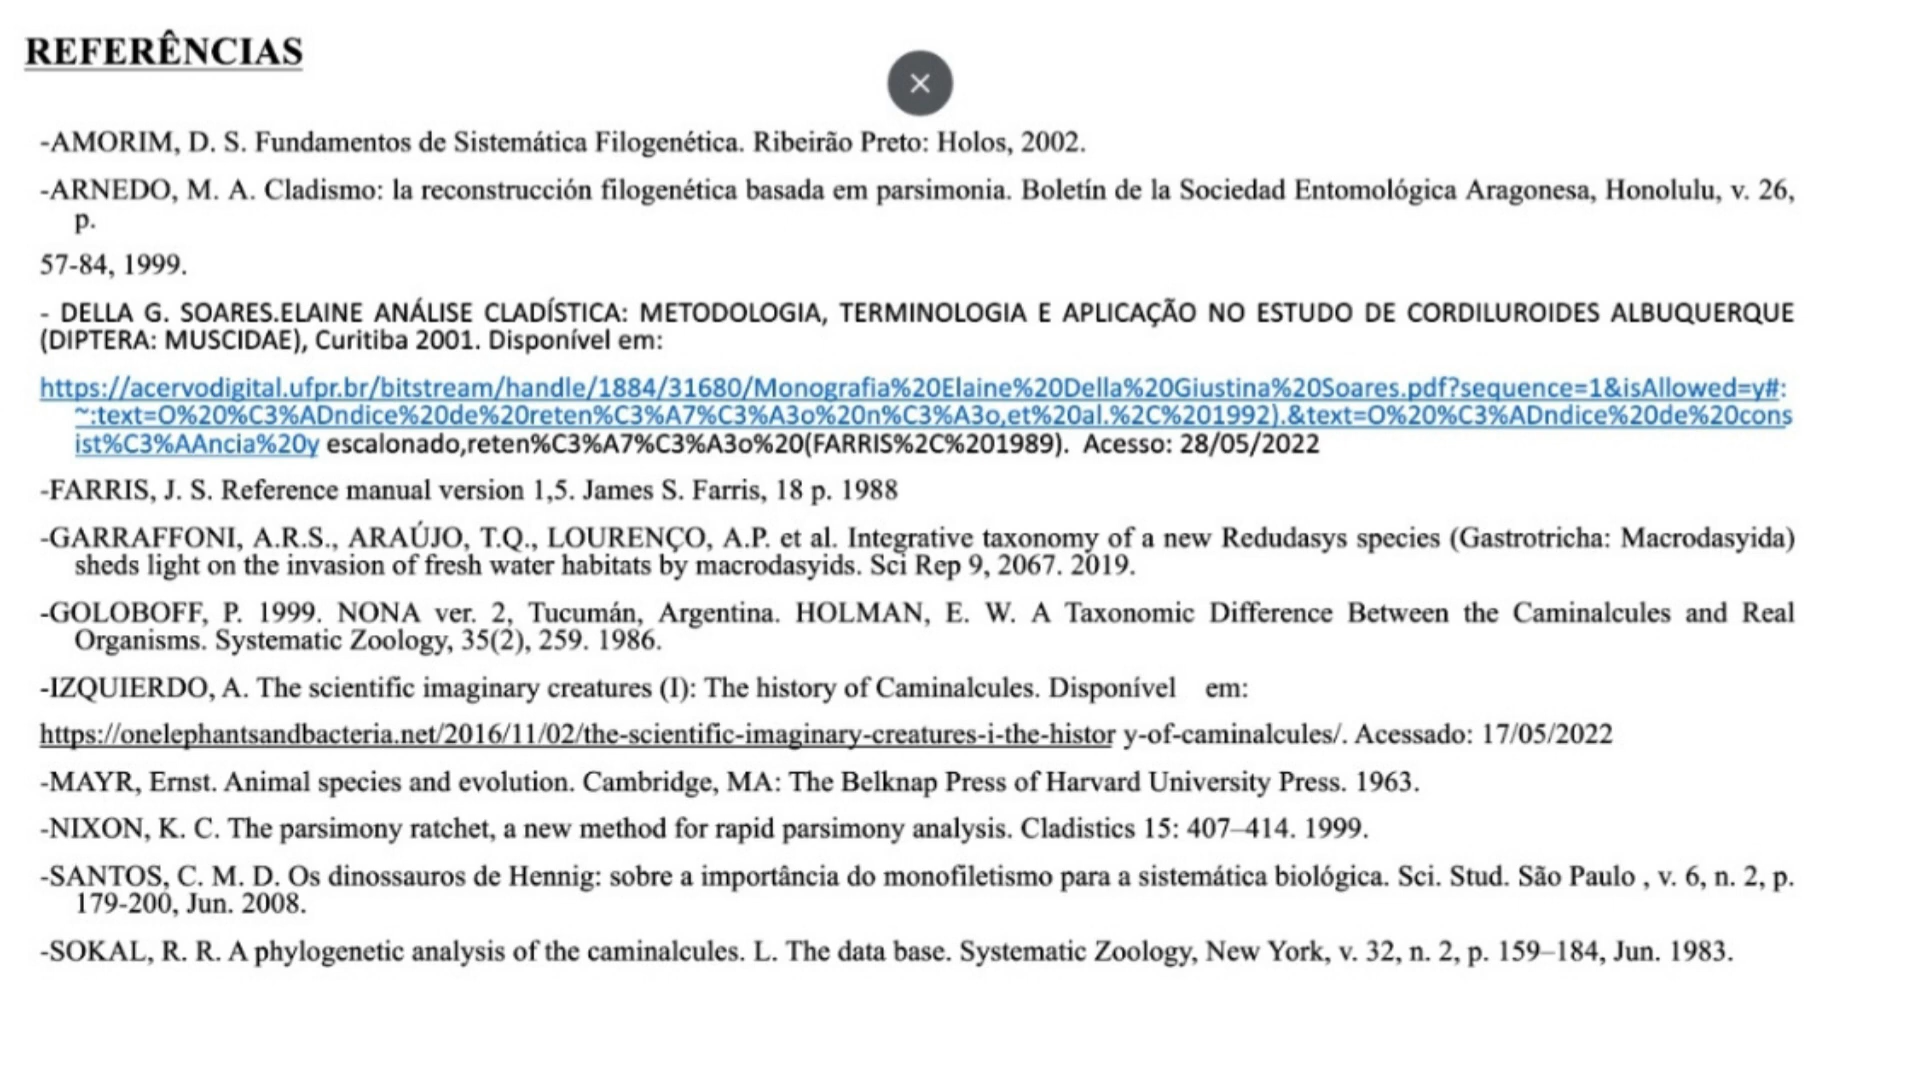 REFERÊNCIAS
-AMORIM, D. S. Fundamentos de Sistemática Filogenética. Ribeirão Preto: Holos, 2002.
-ARNEDO, M. A. Cladismo: la reconstrucción filogenética basada em parsimonia. Boletín de la Sociedad Entomológica Aragonesa, Honolulu, v. 26,
p.
57-84, 1999.
- DELLA G. SOARES.ELAINE ANÁLISE CLADÍSTICA: METODOLOGIA, TERMINOLOGIA E APLICAÇÃO NO ESTUDO DE CORDILUROIDES ALBUQUERQUE
(DIPTERA: MUSCIDAE), Curitiba 2001. Disponível em:
https://acervodigital.ufpr.br/bitstream/handle/1884/31680/Monografia%20Elaine%20Della%20Giustina%20Soares.pdf?sequence=1&isAllowed=y#:
~:text=O%20%C3%ADndice%20de%20reten%C3%A7%C3%A3o%20n%C3%A3o,et%20al.%2C%201992).&text=O%20%C3%ADndice%20de%20cons
ist%C3%AAncia%20y escalonado,reten%C3%A7%C3%A3o%20(FARRIS%2C%201989). Acesso: 28/05/2022
-FARRIS, J. S. Reference manual version 1,5. James S. Farris, 18 p. 1988
-GARRAFFONI, A.R.S., ARAÚJO, T.Q., LOURENÇO, A.P. et al. Integrative taxonomy of a new Redudasys species (Gastrotricha: Macrodasyida)
sheds light on the invasion of fresh water habitats by macrodasyids. Sci Rep 9, 2067. 2019.
-GOLOBOFF, P. 1999. NONA ver. 2, Tucumán, Argentina. HOLMAN, E. W. A Taxonomic Difference Between the Caminalcules and Real
Organisms. Systematic Zoology, 35(2), 259. 1986.
-IZQUIERDO, A. The scientific imaginary creatures (I): The history of Caminalcules. Disponível em:
https://onelephantsandbacteria.net/2016/11/02/the-scientific-imaginary-creatures-i-the-histor y-of-caminalcules/. Acessado: 17/05/2022
-MAYR, Ernst. Animal species and evolution. Cambridge, MA: The Belknap Press of Harvard University Press. 1963.
-NIXON, K. C. The parsimony ratchet, a new method for rapid parsimony analysis. Cladistics 15: 407–414. 1999.
-SANTOS, C. M. D. Os dinossauros de Hennig: sobre a importância do monofiletismo para a sistemática biológica. Sci. Stud. São Paulo , v. 6, n. 2, p.
179-200, Jun. 2008.
-SOKAL, R. R. A phylogenetic analysis of the caminalcules. L. The data base. Systematic Zoology, New York, v. 32, n. 2, p. 159–184, Jun. 1983.